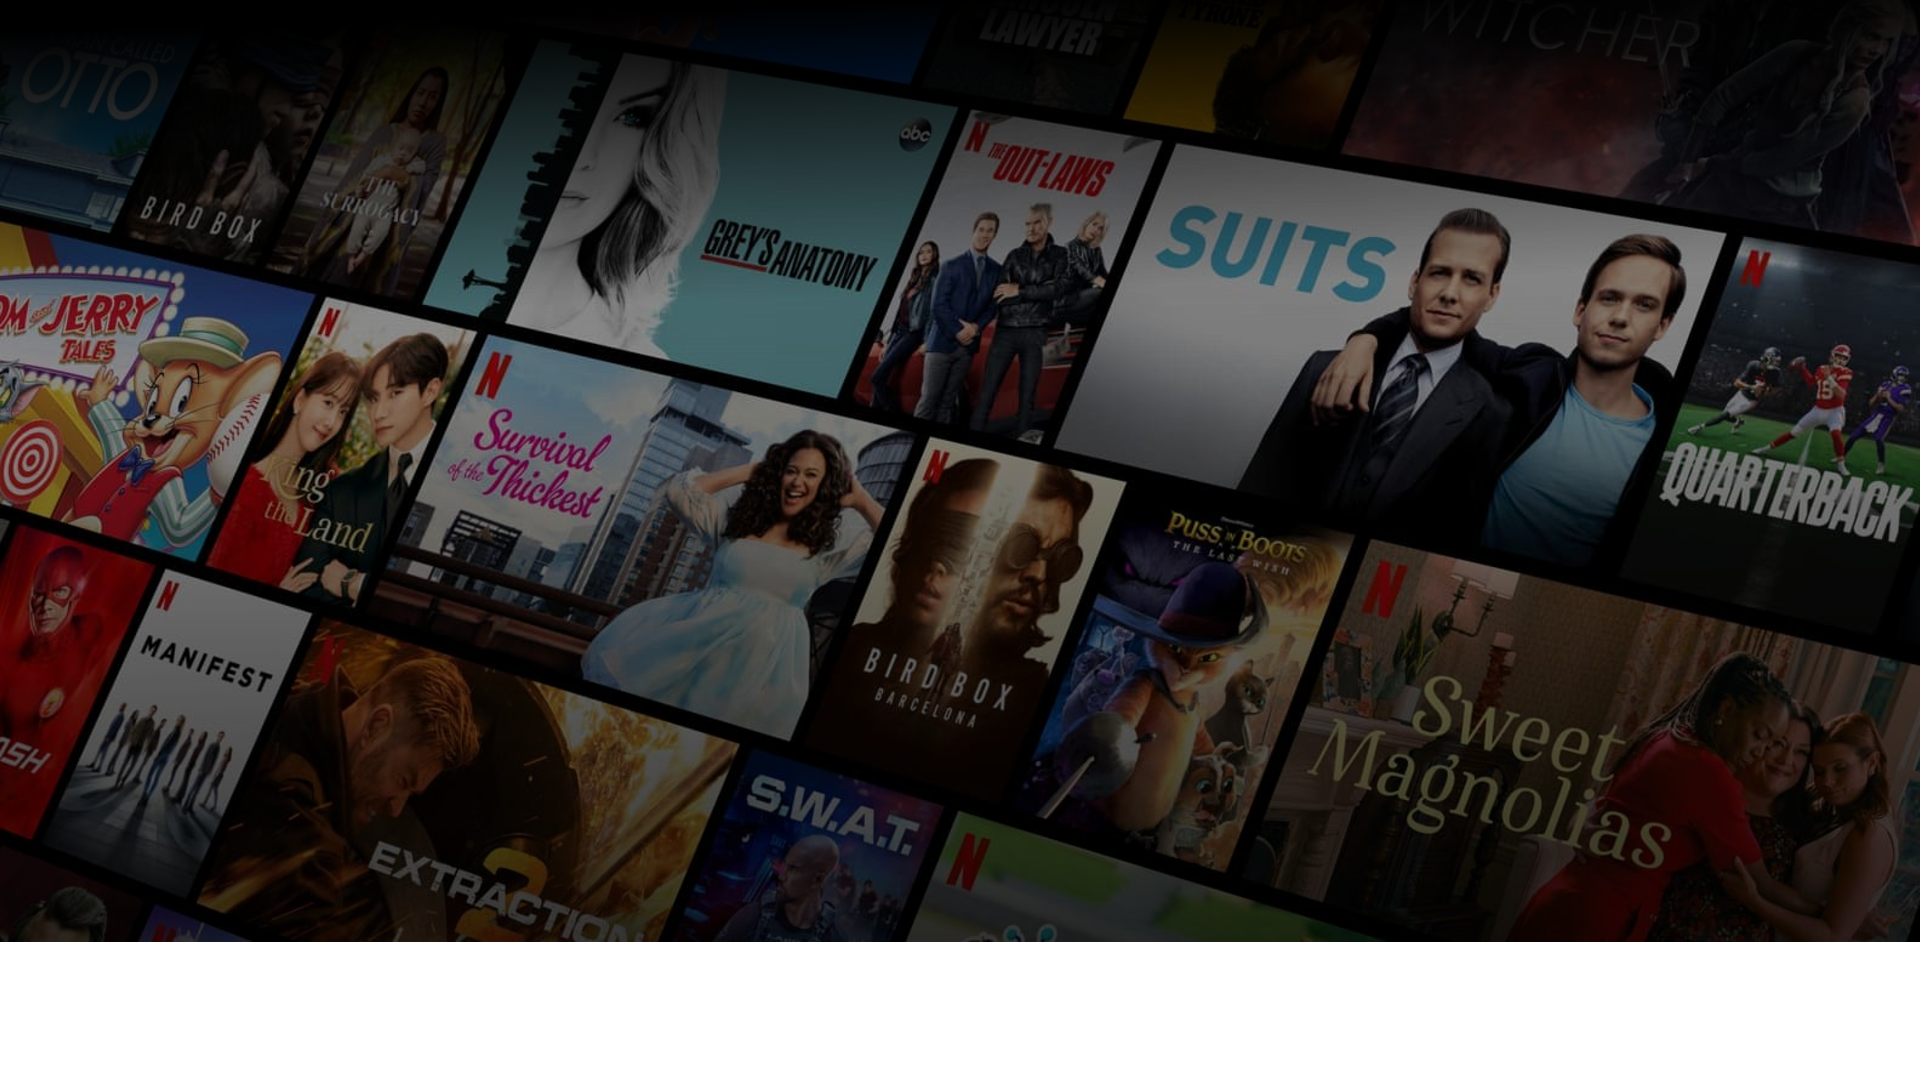 CALLED
OTTO
LAWYER
TYRONE
WITCHER
BIRD BOX
THE
SURROGACY
abc
GREY'S ANATOMY
N
THE
OUT-LAWS
SUITS
N
QUARTERBACK
TOM AND JERRY
TALES
N
King
the Land
N
Survival
of the Thickest
N
BIRD BOX
BARCELONA
PUSS IN BOOTS
THE LAST WISH
N
Sweet
Magnolias
N
MANIFEST
N
EXTRACTION
2
S.W.A.T.
N